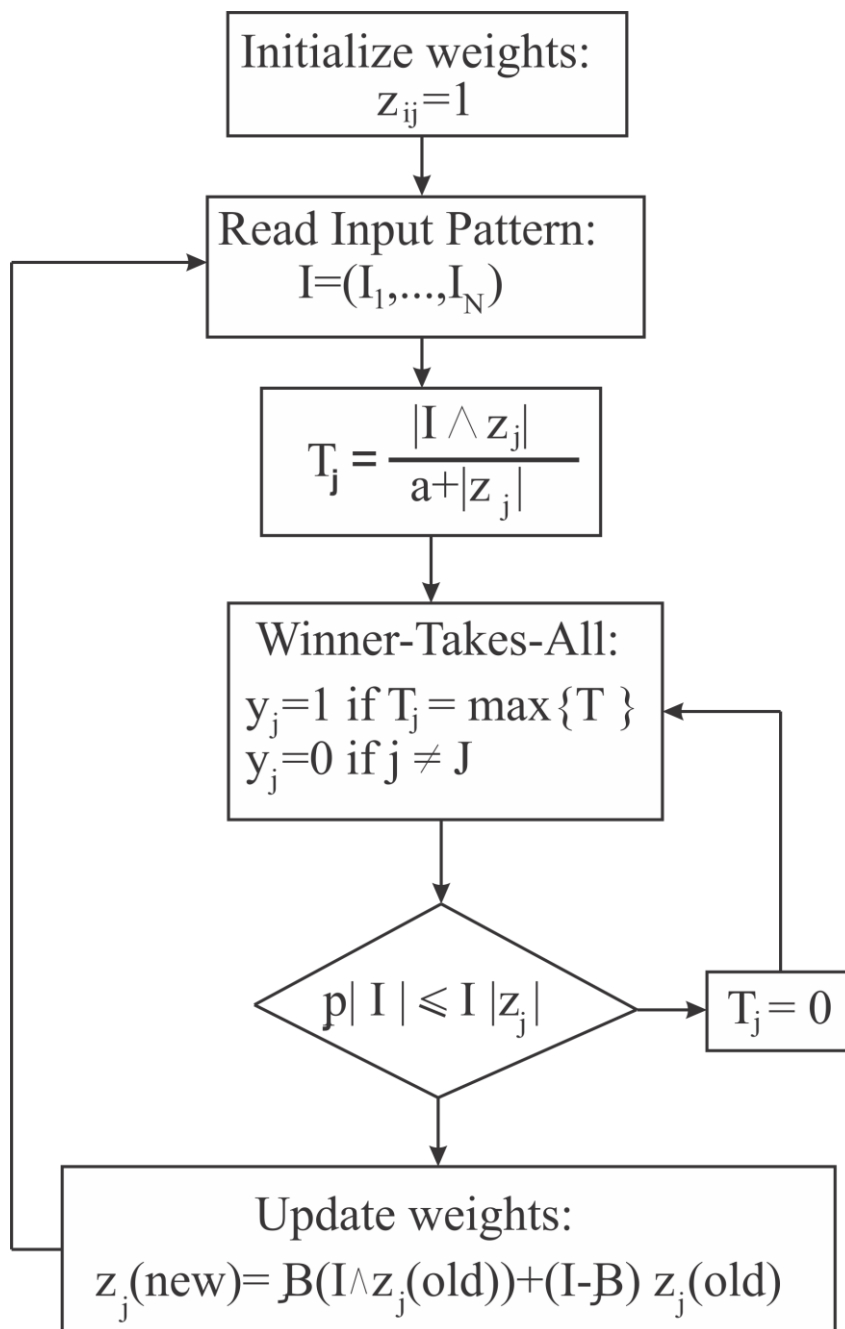 Initialize weights:
z_ij=1
Read Input Pattern:
I=(I_1,...,I_N)
T_j = |I ∧ z_j| / a+|z_j|
Winner-Takes-All:
y_j=1 if T_j = max{T }
y_j=0 if j ≠ J
p| I | ⩽ I |z_j|
T_j = 0
Update weights:
z_j(new)= β(I∧z_j(old))+(I-β) z_j(old)